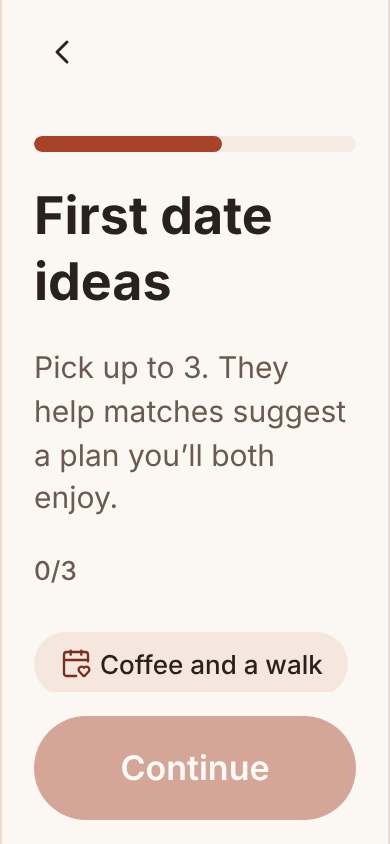 First date
ideas
Pick up to 3. They
help matches suggest
a plan you’ll both
enjoy.
0/3
Coffee and a walk
Continue